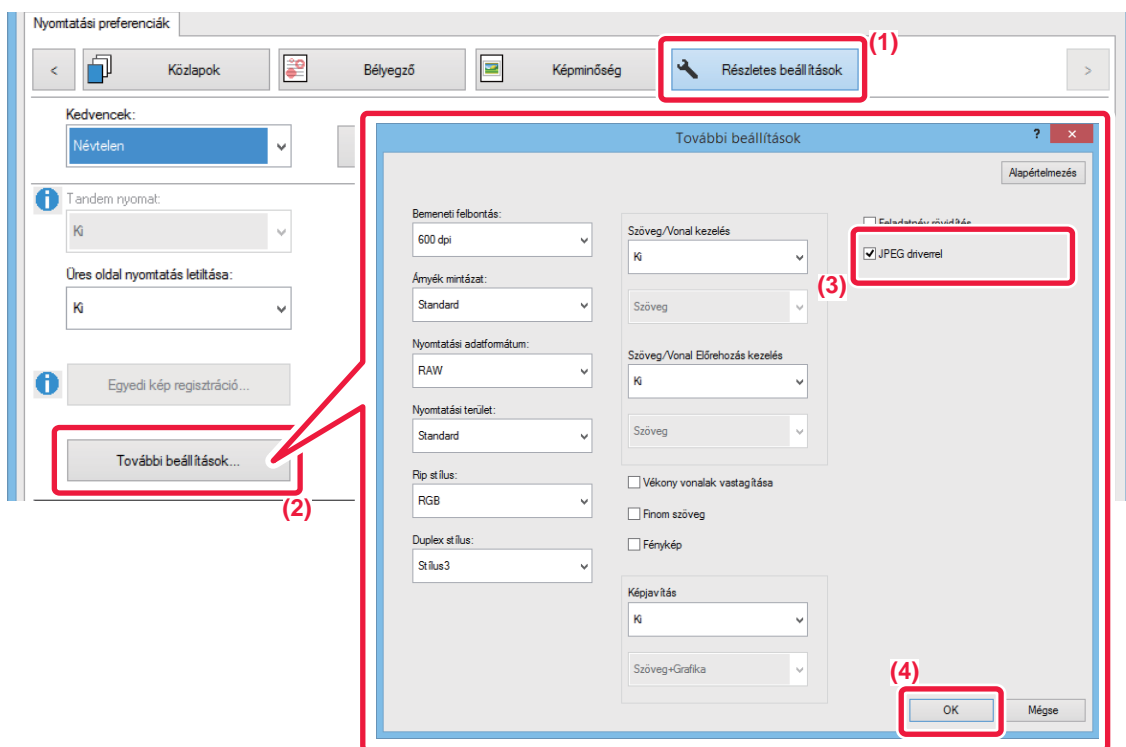 Nyomtatási preferenciák
(1)
<
Közlapok
Bélyegző
Képminőség
Részletes beállítások
>
Kedvencek:
Névtelen
Tandem nyomat:
Ki
Üres oldal nyomtatás letiltása:
Ki
Egyedi kép regisztráció...
További beállítások...
(2)
További beállítások
?
×
Alapértelmezés
Bemeneti felbontás:
600 dpi
Árnyék mintázat:
Standard
Nyomtatási adatformátum:
RAW
Nyomtatási terület:
Standard
Rip stílus:
RGB
Duplex stílus:
Stílus3
Szöveg/Vonal kezelés
Ki
Szöveg
Szöveg/Vonal Előrehozás kezelés
Ki
Szöveg
Vékony vonalak vastagítása
Finom szöveg
Fénykép
Képjavítás
Ki
Szöveg+Grafika
Feladatnév rövidítés
JPEG driverrel
(3)
(4)
OK
Mégse